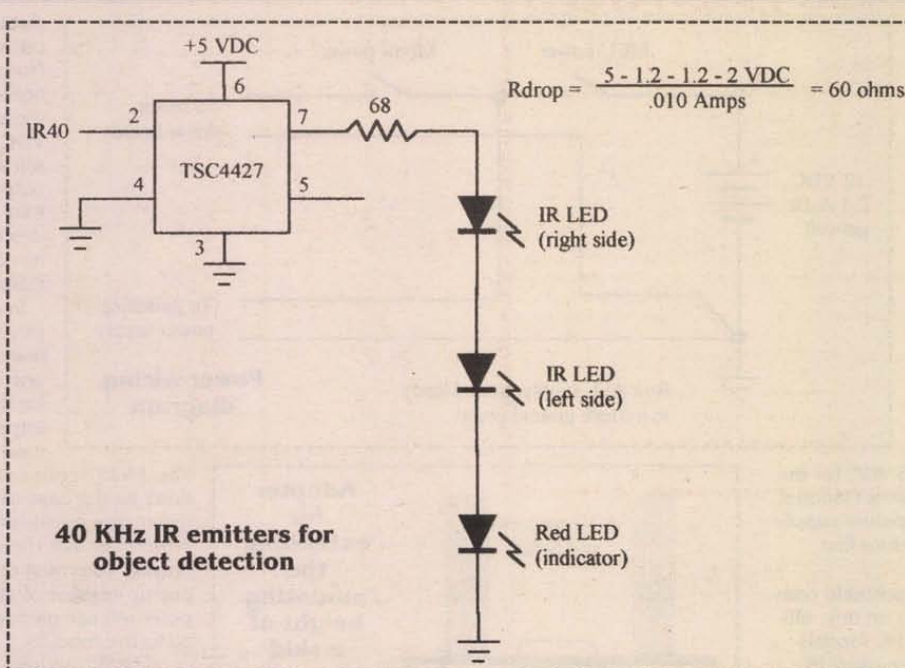 +5 VDC
6
2
7
68
IR40
TSC4427
4
5
3
Rdrop = 5 - 1.2 - 1.2 - 2 VDC = 60 ohms
.010 Amps
IR LED
(right side)
IR LED
(left side)
Red LED
(indicator)
40 KHz IR emitters for
object detection